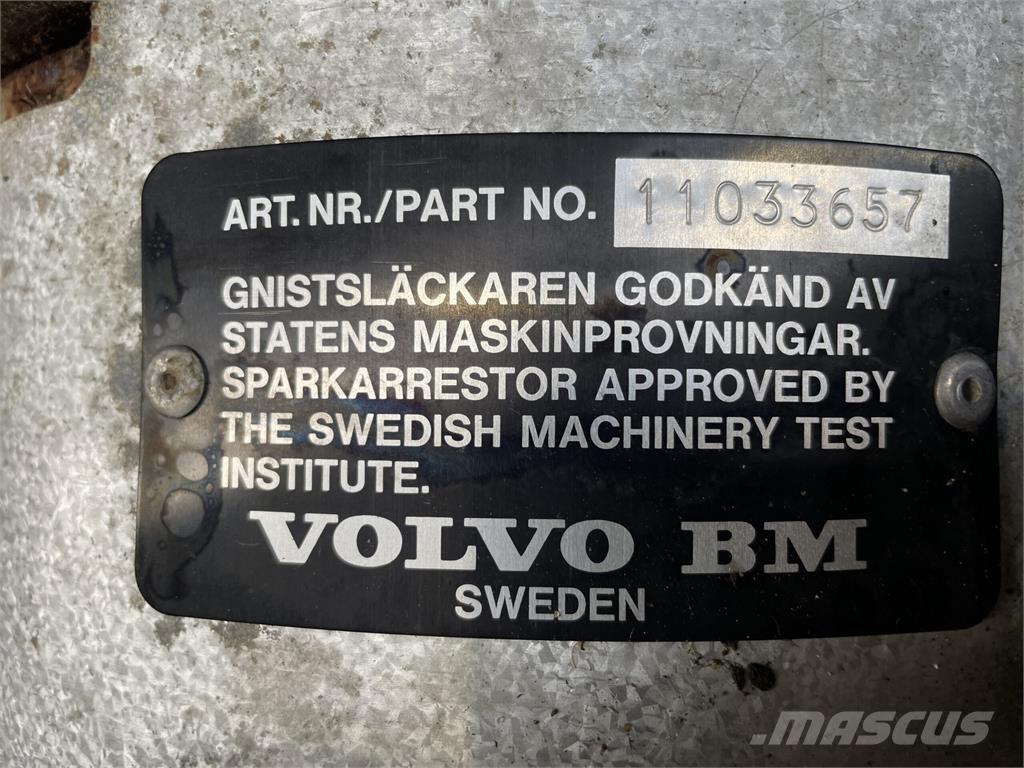 ART. NR./PART NO. 11033657
GNISTSLÄCKAREN GODKÄND AV
STATENS MASKINPROVNINGAR.
SPARKARRESTOR APPROVED BY
THE SWEDISH MACHINERY TEST
INSTITUTE.
VOLVO BM
SWEDEN
MASCUS